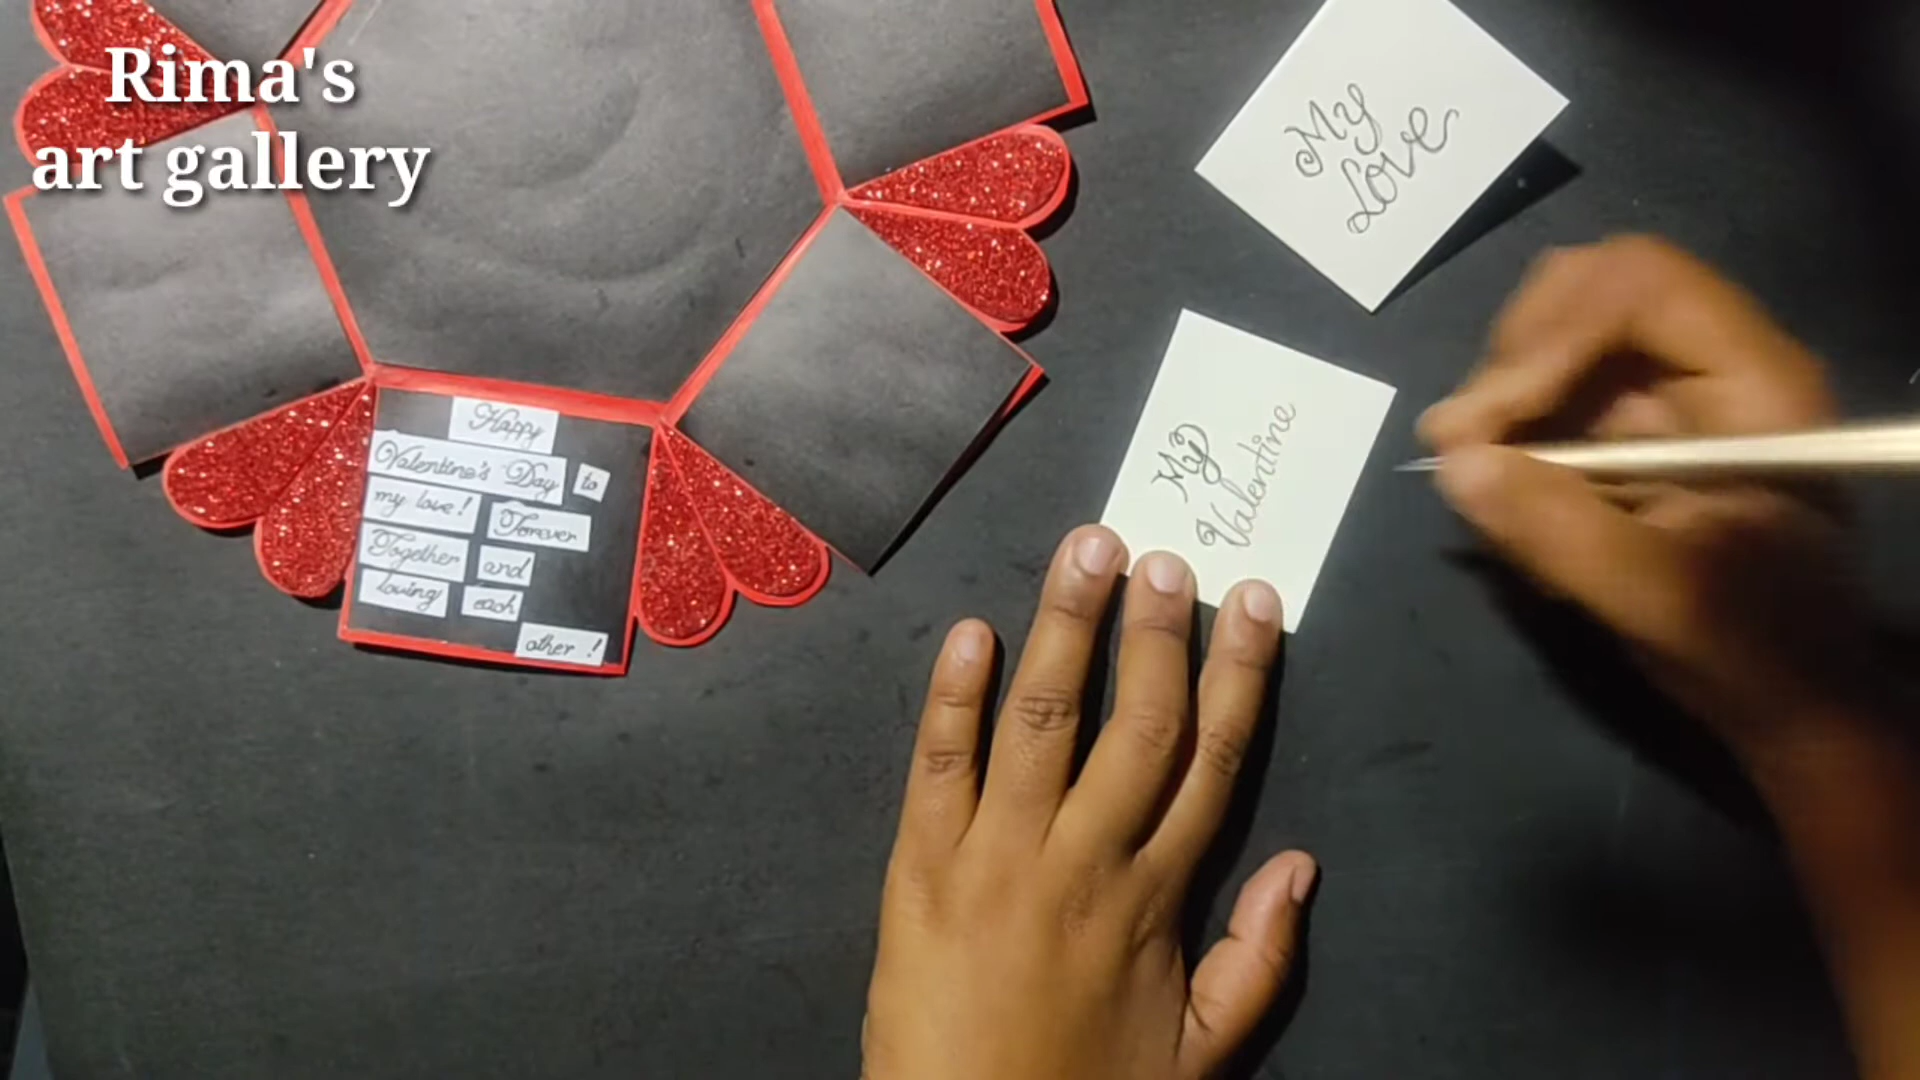 Rima's
art gallery
My
Love
My
Valentine
Happy
Valentine's Day to
my love! Forever
Together and
loving each
other !